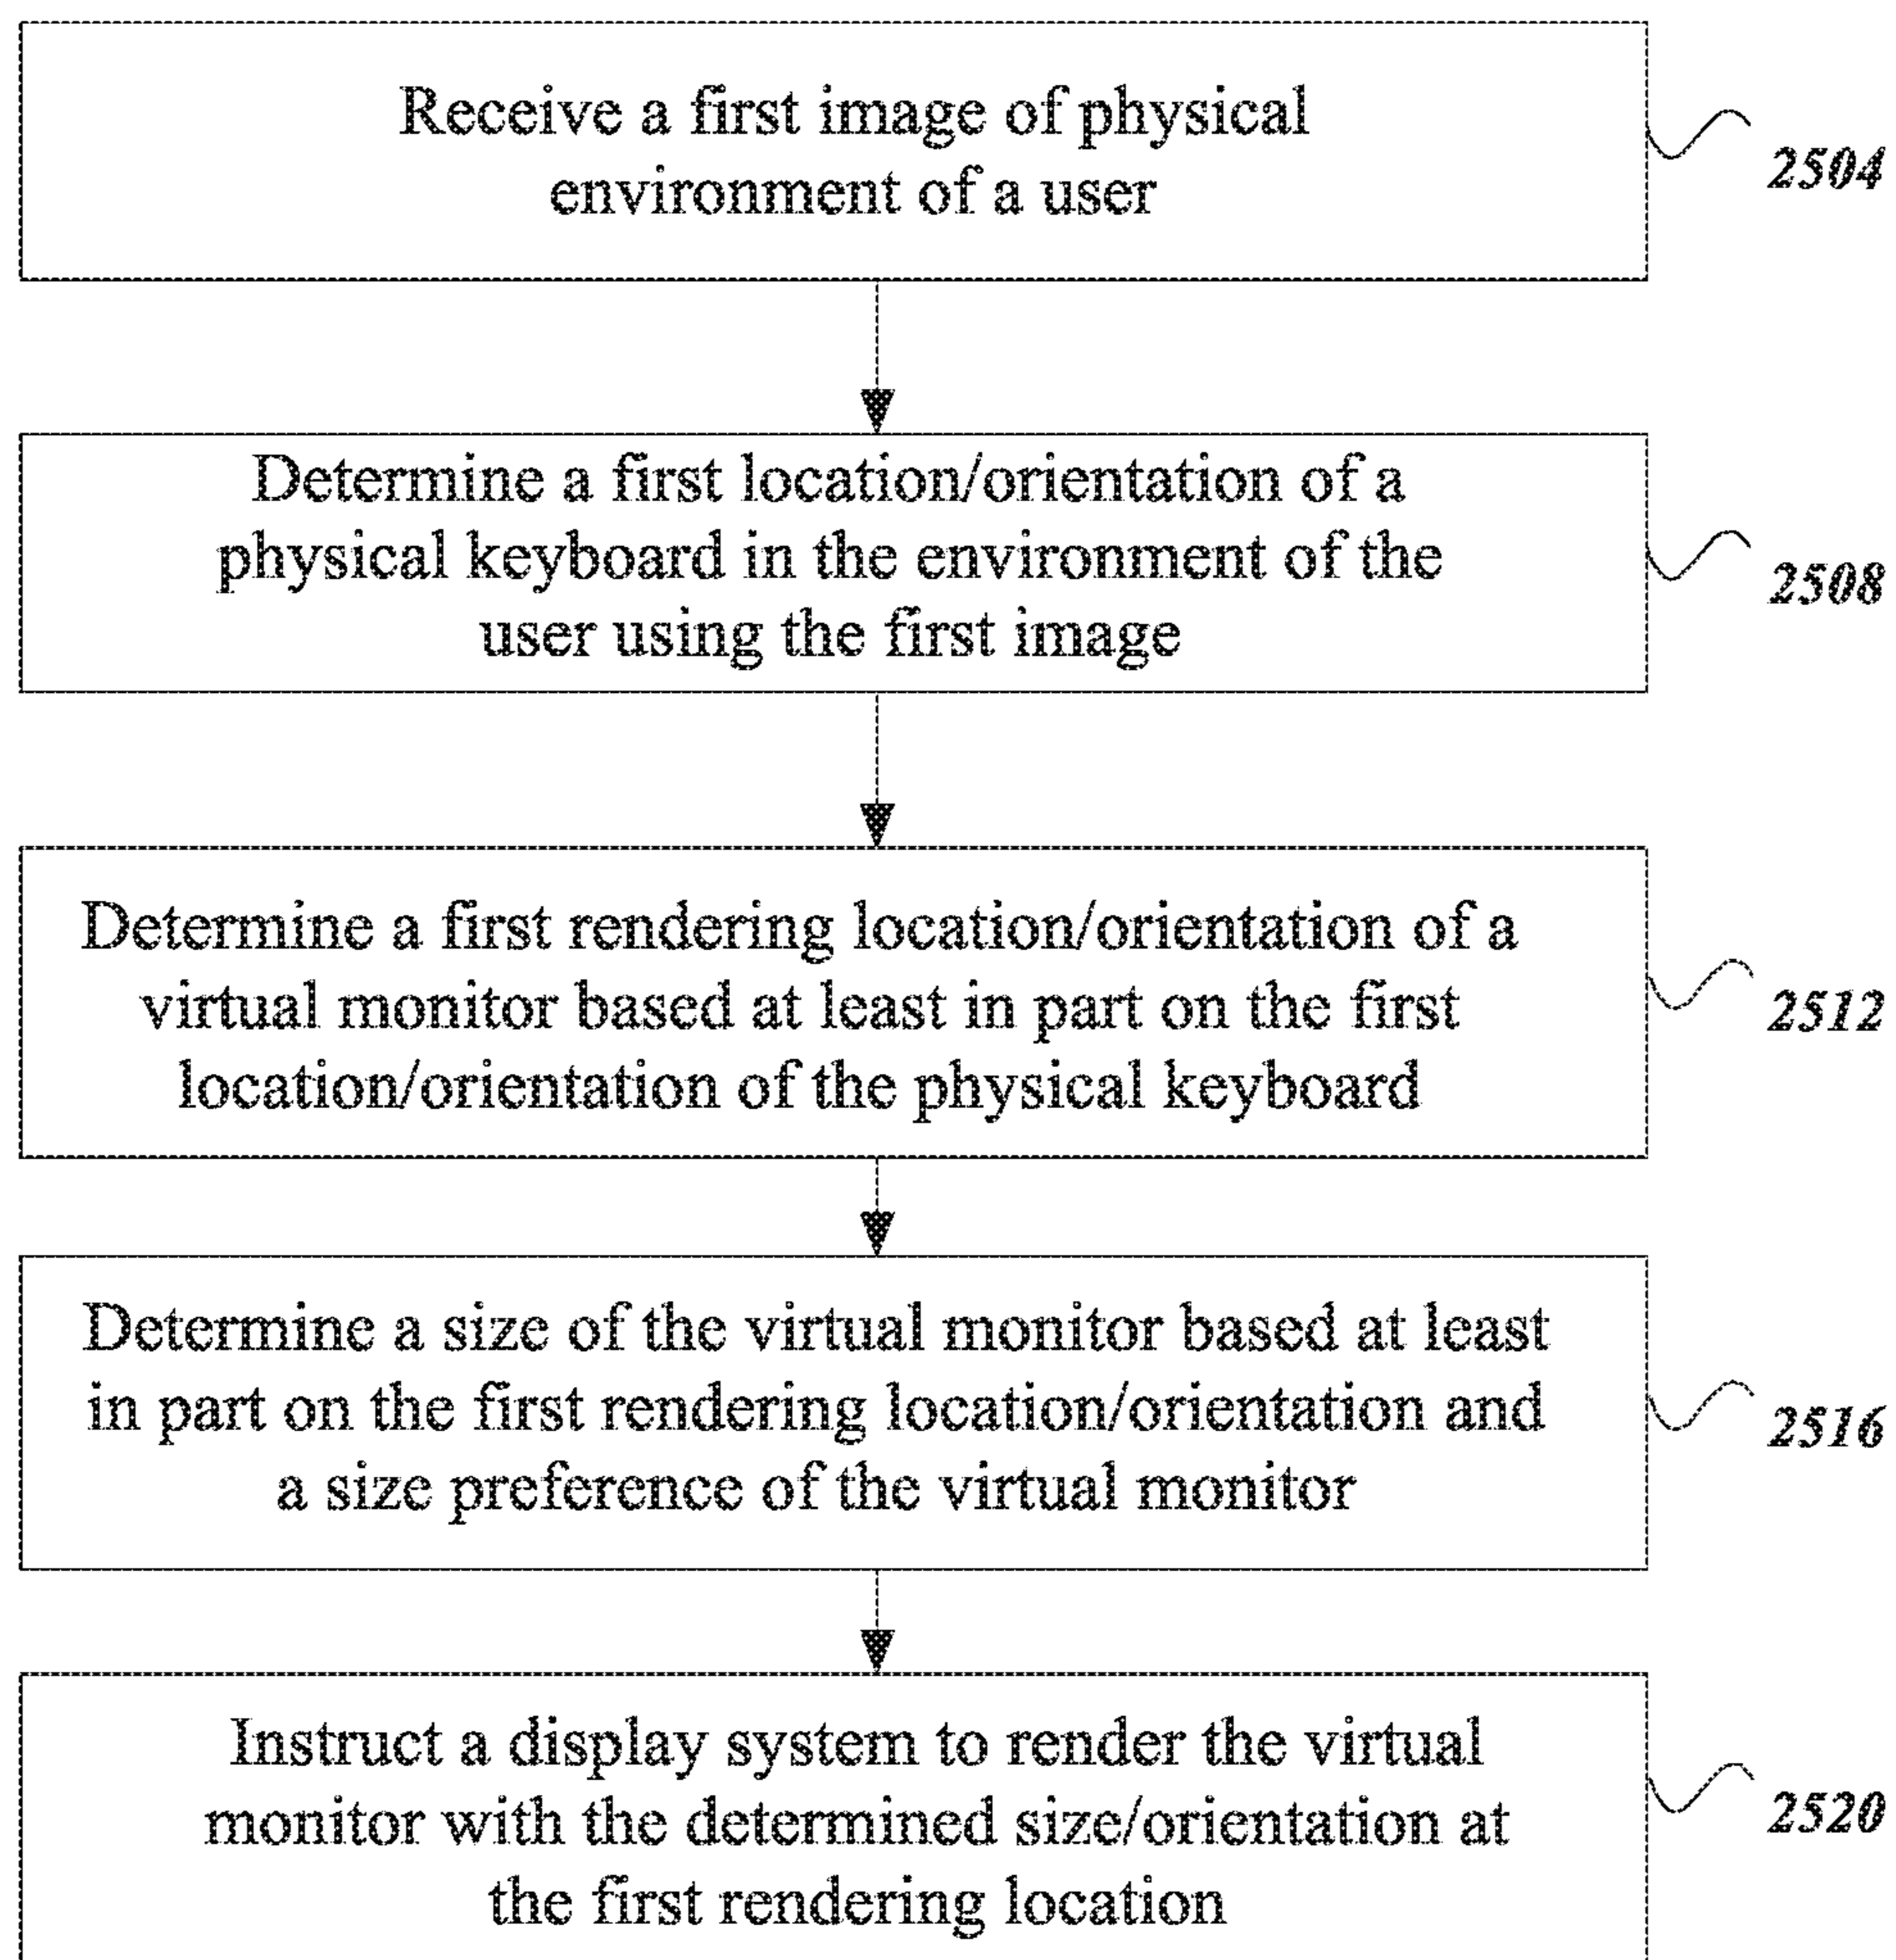 Receive a first image of physical
environment of a user
2504
Determine a first location/orientation of a
physical keyboard in the environment of the
user using the first image
2508
Determine a first rendering location/orientation of a
virtual monitor based at least in part on the first
location/orientation of the physical keyboard
2512
Determine a size of the virtual monitor based at least
in part on the first rendering location/orientation and
a size preference of the virtual monitor
2516
Instruct a display system to render the virtual
monitor with the determined size/orientation at
the first rendering location
2520